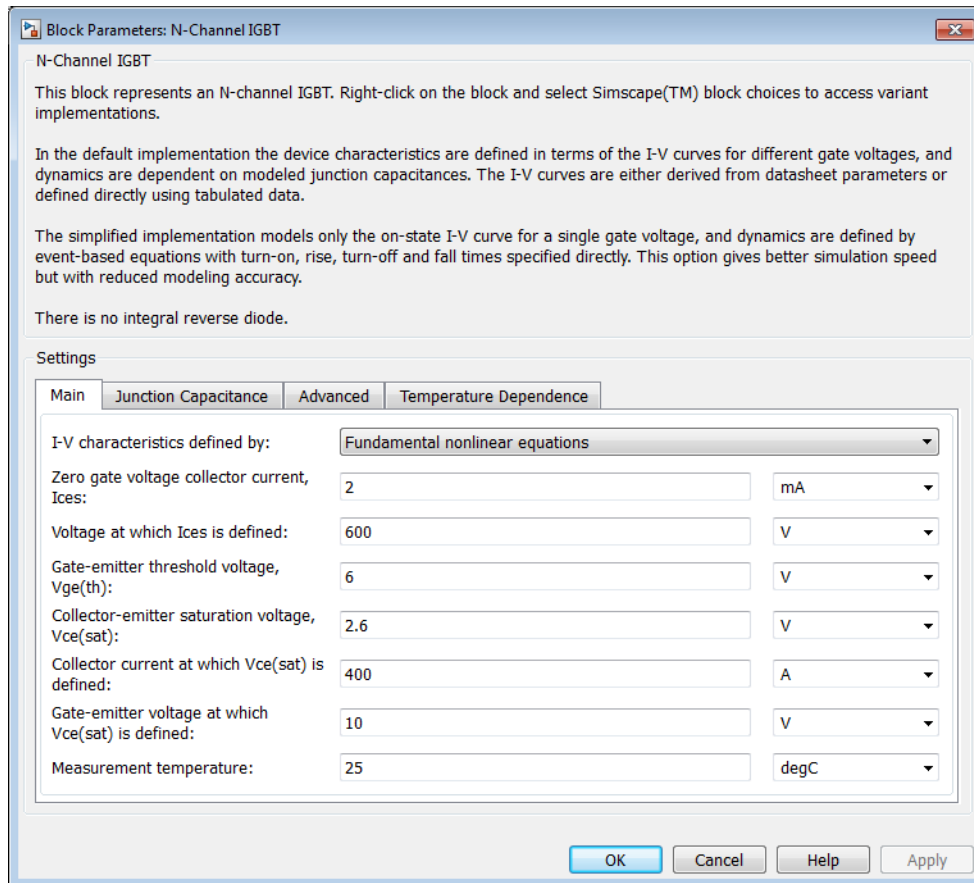 Block Parameters: N-Channel IGBT
N-Channel IGBT
This block represents an N-channel IGBT. Right-click on the block and select Simscape(TM) block choices to access variant
implementations.
In the default implementation the device characteristics are defined in terms of the I-V curves for different gate voltages, and
dynamics are dependent on modeled junction capacitances. The I-V curves are either derived from datasheet parameters or
defined directly using tabulated data.
The simplified implementation models only the on-state I-V curve for a single gate voltage, and dynamics are defined by
event-based equations with turn-on, rise, turn-off and fall times specified directly. This option gives better simulation speed
but with reduced modeling accuracy.
There is no integral reverse diode.
Settings
Main Junction Capacitance Advanced Temperature Dependence
I-V characteristics defined by: Fundamental nonlinear equations
Zero gate voltage collector current,
Ices: 2 mA
Voltage at which Ices is defined: 600 V
Gate-emitter threshold voltage,
Vge(th): 6 V
Collector-emitter saturation voltage,
Vce(sat): 2.6 V
Collector current at which Vce(sat) is
defined: 400 A
Gate-emitter voltage at which
Vce(sat) is defined: 10 V
Measurement temperature: 25 degC
OK Cancel Help Apply